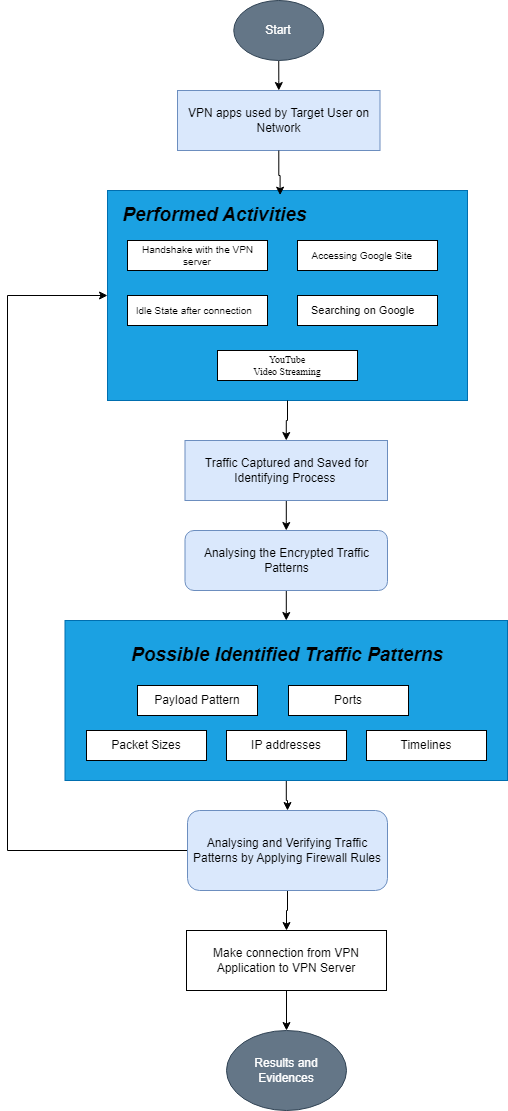 Start
VPN apps used by Target User on
Network
Performed Activities
Handshake with the VPN
server
Accessing Google Site
Idle State after connection
Searching on Google
YouTube
Video Streaming
Traffic Captured and Saved for
Identifying Process
Analysing the Encrypted Traffic
Patterns
Possible Identified Traffic Patterns
Payload Pattern
Ports
Packet Sizes
IP addresses
Timelines
Analysing and Verifying Traffic
Patterns by Applying Firewall Rules
Make connection from VPN
Application to VPN Server
Results and
Evidences